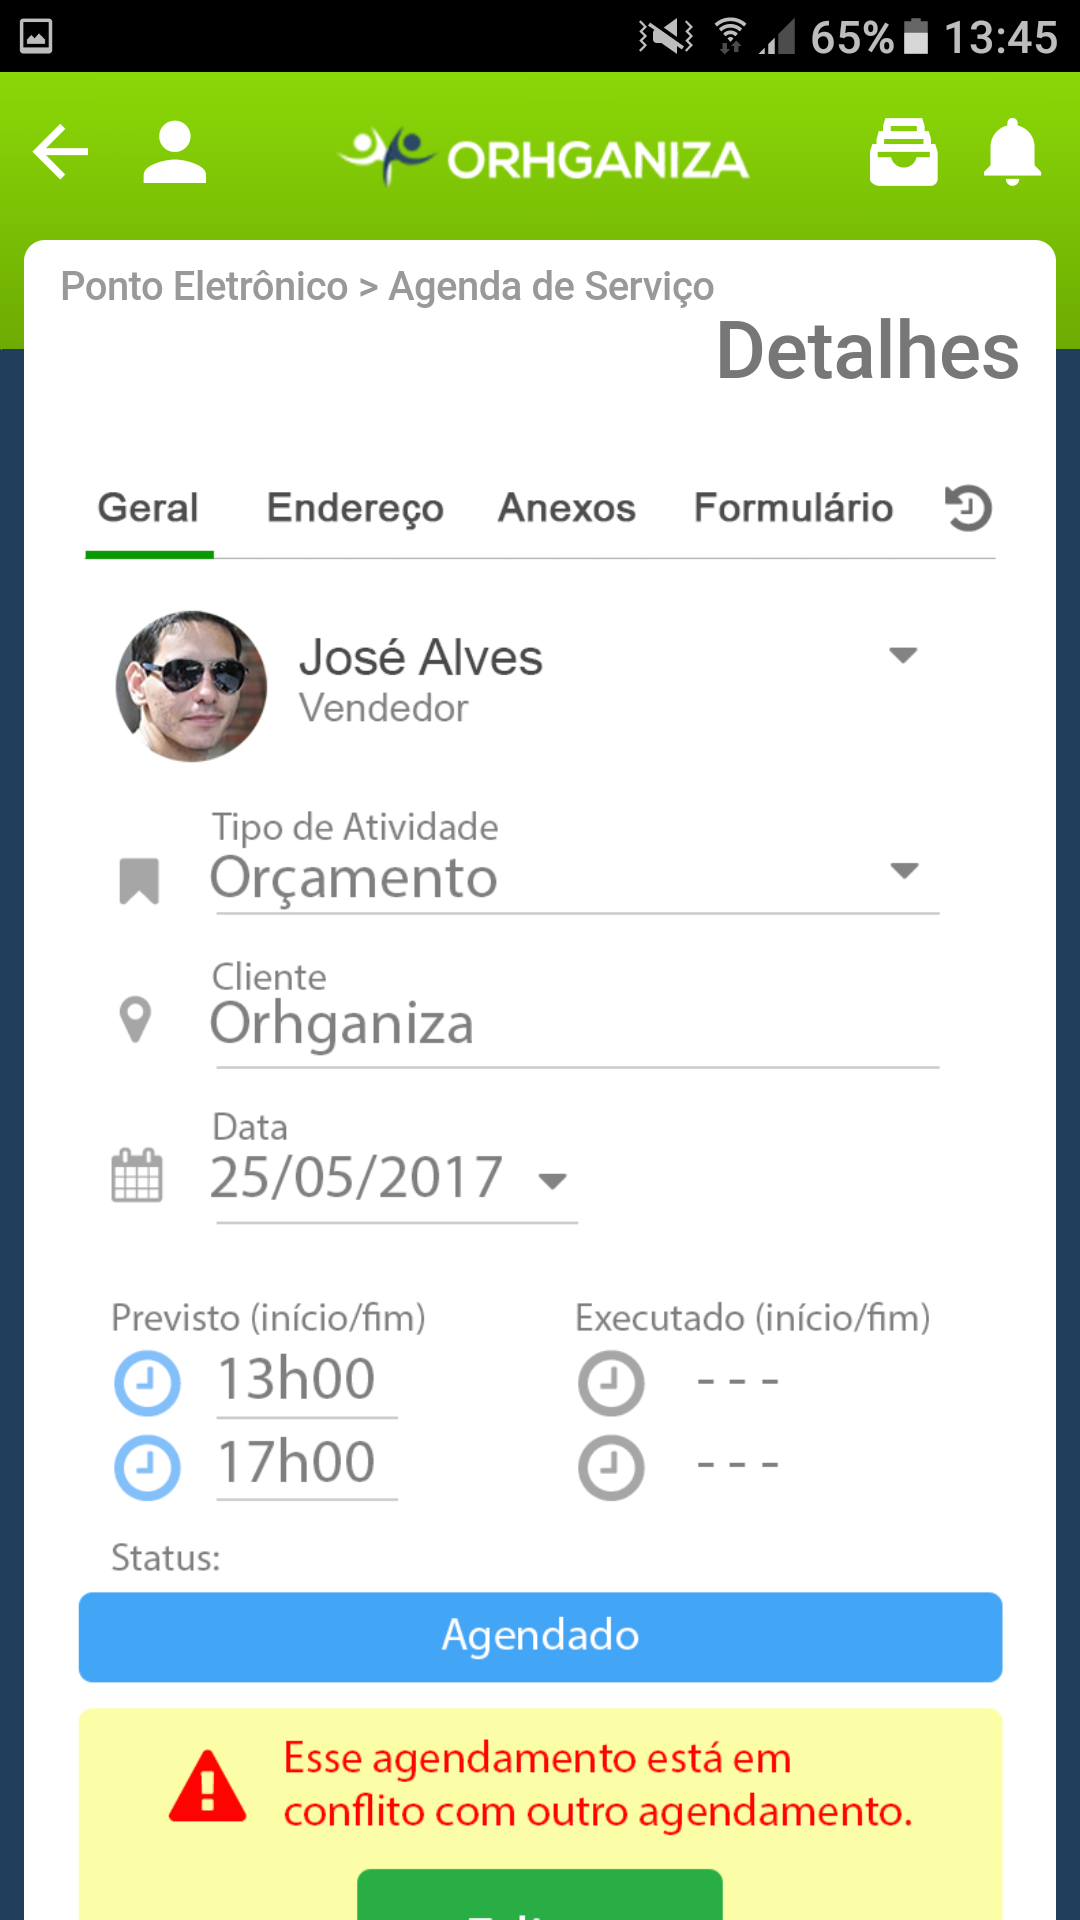 65% 13:45
ORHGANIZA
Ponto Eletrônico > Agenda de Serviço
Detalhes
Geral Endereço Anexos Formulário
José Alves
Vendedor
Tipo de Atividade
Orçamento
Cliente
Orhganiza
Data
25/05/2017
Previsto (início/fim) Executado (início/fim)
13h00 - - -
17h00 - - -
Status:
Agendado
Esse agendamento está em
conflito com outro agendamento.